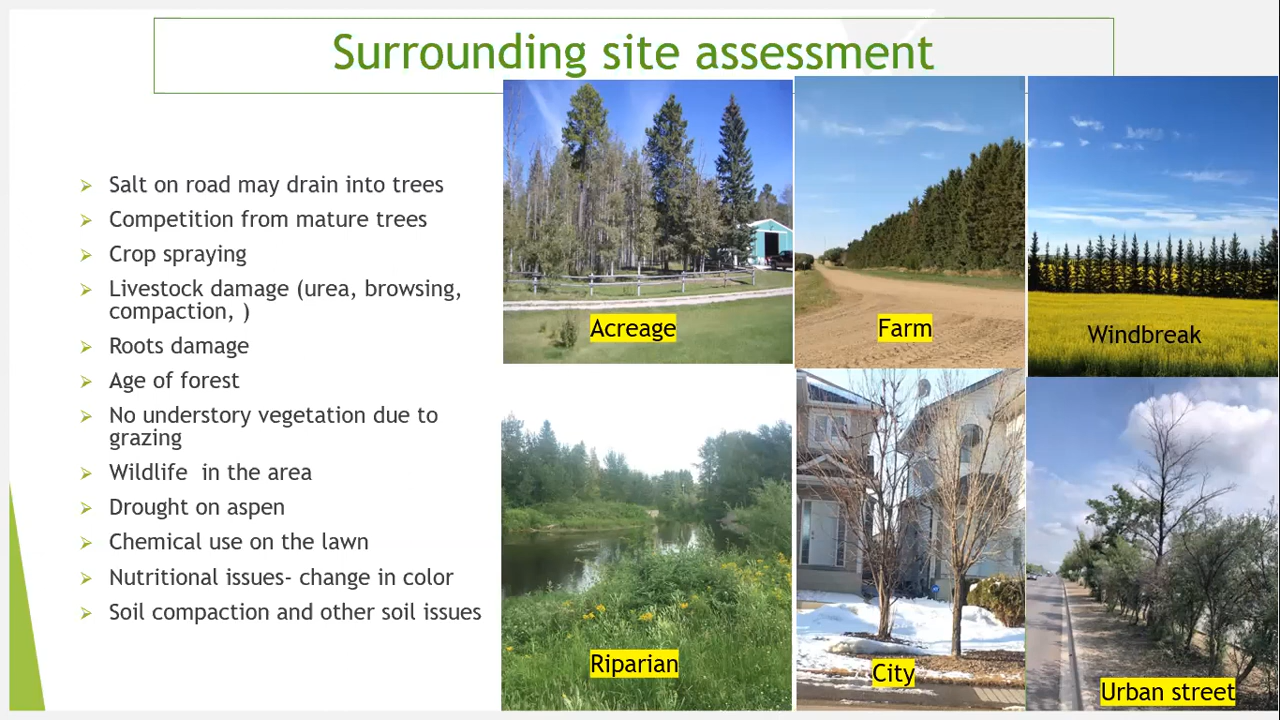 Surrounding site assessment
Salt on road may drain into trees
Competition from mature trees
Crop spraying
Livestock damage (urea, browsing,
compaction, )
Roots damage
Age of forest
No understory vegetation due to
grazing
Wildlife  in the area
Drought on aspen
Chemical use on the lawn
Nutritional issues- change in color
Soil compaction and other soil issues
Acreage
Farm
Windbreak
Riparian
City
Urban street